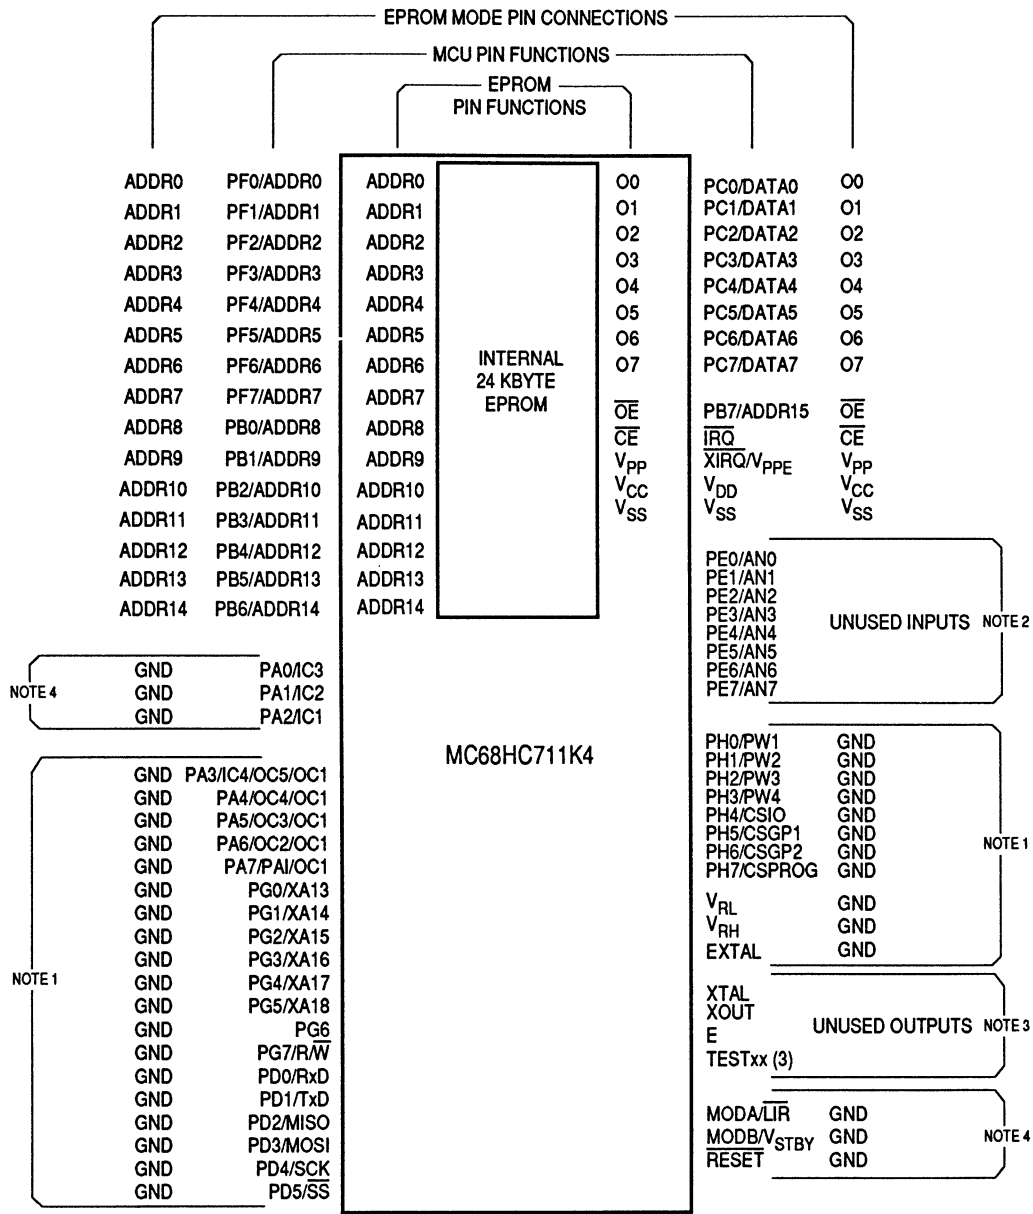 EPROM MODE PIN CONNECTIONS
MCU PIN FUNCTIONS
EPROM
PIN FUNCTIONS
ADDR0 PF0/ADDR0 ADDR0 O0 PC0/DATA0 O0
ADDR1 PF1/ADDR1 ADDR1 O1 PC1/DATA1 O1
ADDR2 PF2/ADDR2 ADDR2 O2 PC2/DATA2 O2
ADDR3 PF3/ADDR3 ADDR3 O3 PC3/DATA3 O3
ADDR4 PF4/ADDR4 ADDR4 O4 PC4/DATA4 O4
ADDR5 PF5/ADDR5 ADDR5 O5 PC5/DATA5 O5
ADDR6 PF6/ADDR6 ADDR6 O6 PC6/DATA6 O6
ADDR7 PF7/ADDR7 ADDR7 O7 PC7/DATA7 O7
ADDR8 PB0/ADDR8 ADDR8
ADDR9 PB1/ADDR9 ADDR9
ADDR10 PB2/ADDR10 ADDR10
ADDR11 PB3/ADDR11 ADDR11
ADDR12 PB4/ADDR12 ADDR12
ADDR13 PB5/ADDR13 ADDR13
ADDR14 PB6/ADDR14 ADDR14
INTERNAL
24 KBYTE
EPROM
OE PB7/ADDR15 OE
CE IRQ CE
VPP XIRQ/VPPE VPP
VCC VDD VCC
VSS VSS VSS
PE0/AN0
PE1/AN1
PE2/AN2
PE3/AN3
PE4/AN4
PE5/AN5
PE6/AN6
PE7/AN7
UNUSED INPUTS NOTE 2
NOTE 4
GND PA0/IC3
GND PA1/IC2
GND PA2/IC1
MC68HC711K4
NOTE 1
GND PA3/IC4/OC5/OC1
GND PA4/OC4/OC1
GND PA5/OC3/OC1
GND PA6/OC2/OC1
GND PA7/PAI/OC1
GND PG0/XA13
GND PG1/XA14
GND PG2/XA15
GND PG3/XA16
GND PG4/XA17
GND PG5/XA18
GND PG6
GND PG7/R/W
GND PD0/RxD
GND PD1/TxD
GND PD2/MISO
GND PD3/MOSI
GND PD4/SCK
GND PD5/SS
PH0/PW1 GND
PH1/PW2 GND
PH2/PW3 GND
PH3/PW4 GND
PH4/CSIO GND
PH5/CSGP1 GND
PH6/CSGP2 GND
PH7/CSPROG GND
VRL GND
VRH GND
EXTAL GND
NOTE 1
XTAL
XOUT
E
TESTxx (3)
UNUSED OUTPUTS NOTE 3
MODA/LIR GND
MODB/VSTBY GND
RESET GND
NOTE 4